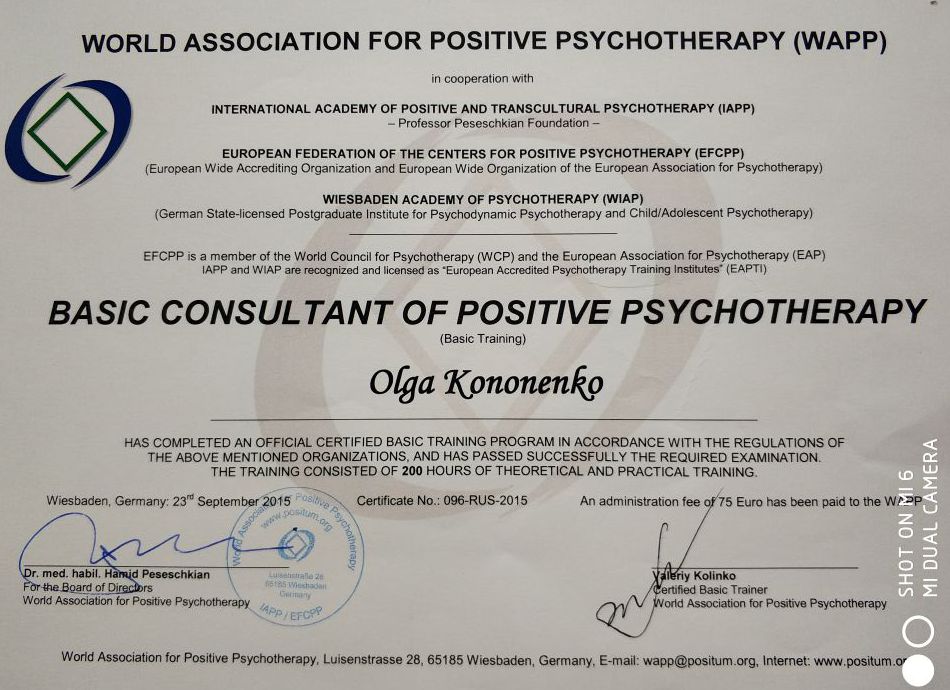 WORLD ASSOCIATION FOR POSITIVE PSYCHOTHERAPY (WAPP)
in cooperation with
INTERNATIONAL ACADEMY OF POSITIVE AND TRANSCULTURAL PSYCHOTHERAPY (IAPP)
– Professor Peseschkian Foundation –
EUROPEAN FEDERATION OF THE CENTERS FOR POSITIVE PSYCHOTHERAPY (EFCPP)
(European Wide Accrediting Organization and European Wide Organization of the European Association for Psychotherapy)
WIESBADEN ACADEMY OF PSYCHOTHERAPY (WIAP)
(German State-licensed Postgraduate Institute for Psychodynamic Psychotherapy and Child/Adolescent Psychotherapy)
EFCPP is a member of the World Council for Psychotherapy (WCP) and the European Association for Psychotherapy (EAP)
IAPP and WIAP are recognized and licensed as "European Accredited Psychotherapy Training Institutes" (EAPTI)
BASIC CONSULTANT OF POSITIVE PSYCHOTHERAPY
(Basic Training)
Olga Kononenko
HAS COMPLETED AN OFFICIAL CERTIFIED BASIC TRAINING PROGRAM IN ACCORDANCE WITH THE REGULATIONS OF
THE ABOVE MENTIONED ORGANIZATIONS, AND HAS PASSED SUCCESSFULLY THE REQUIRED EXAMINATION.
THE TRAINING CONSISTED OF 200 HOURS OF THEORETICAL AND PRACTICAL TRAINING.
Wiesbaden, Germany: 23rd September 2015 Certificate No.: 096-RUS-2015 An administration fee of 75 Euro has been paid to the WAPP
World Association for Positive Psychotherapy
www.positum.org
Luisenstraße 28
65185 Wiesbaden
Germany
IAPP / EFCPP
Dr. med. habil. Hamid Peseschkian
For the Board of Directors
World Association for Positive Psychotherapy
Valeriy Kolinko
Certified Basic Trainer
World Association for Positive Psychotherapy
World Association for Positive Psychotherapy, Luisenstrasse 28, 65185 Wiesbaden, Germany, E-mail: wapp@positum.org, Internet: www.positum.or
SHOT ON MI 6
MI DUAL CAMERA